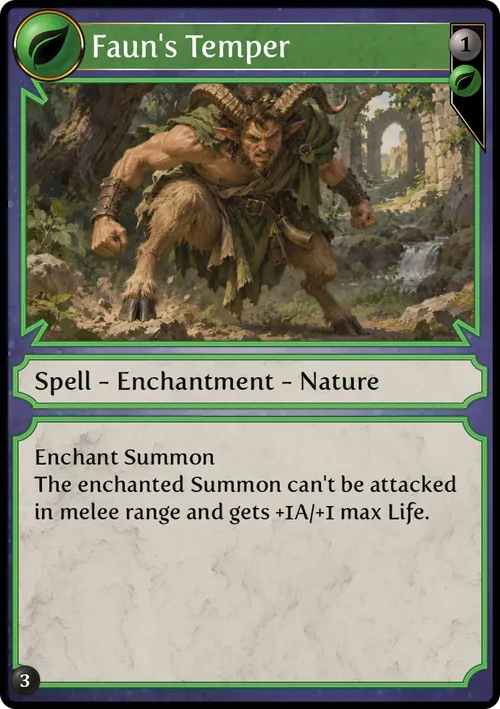 Faun's Temper
1
Spell - Enchantment - Nature
Enchant Summon
The enchanted Summon can't be attacked
in melee range and gets +1A/+1 max Life.
3